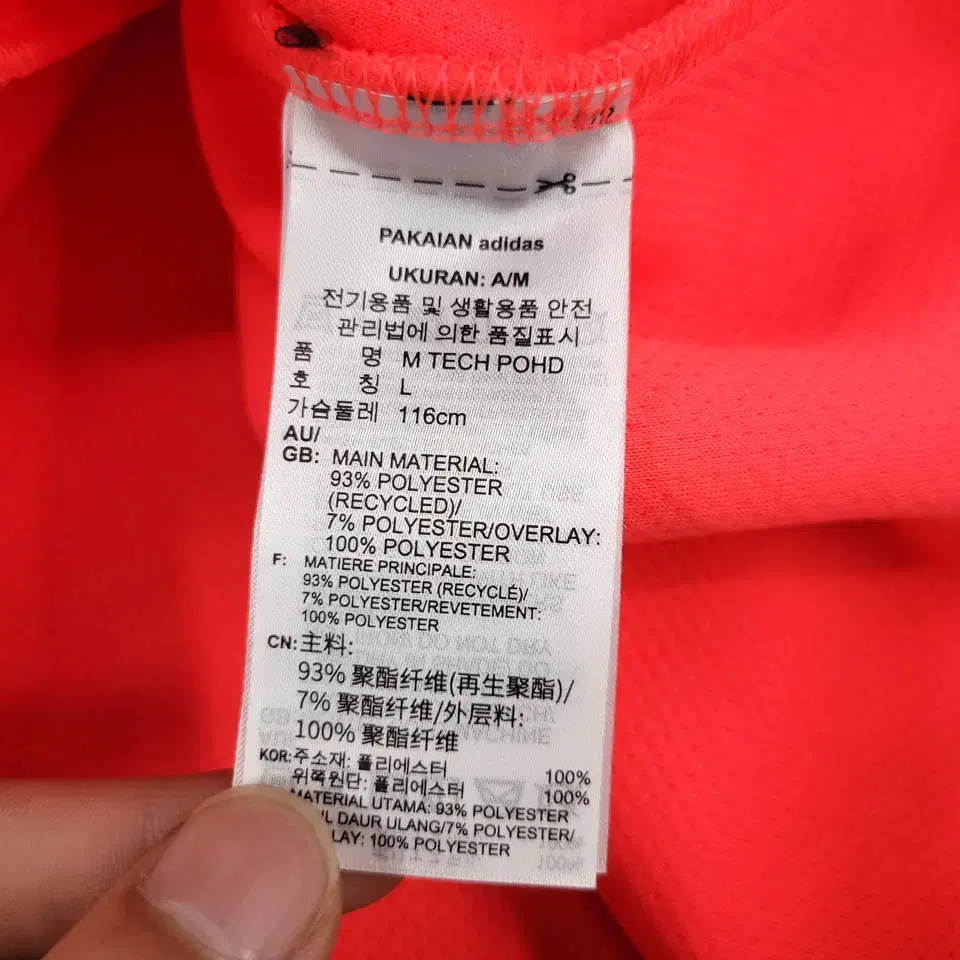 PAKAIAN adidas
UKURAN: A/M
전기용품 및 생활용품 안전
관리법에 의한 품질표시
품 명 M TECH POHD
호 칭 L
가슴둘레 116cm
AU/
GB: MAIN MATERIAL:
93% POLYESTER
(RECYCLED)/
7% POLYESTER/OVERLAY:
100% POLYESTER
F: MATIERE PRINCIPALE:
93% POLYESTER (RECYCLÉ)/
7% POLYESTER/REVETEMENT:
100% POLYESTER
CN: 主料:
93% 聚酯纤维(再生聚酯)/
7% 聚酯纤维/外层料:
100% 聚酯纤维
KOR: 주소재: 폴리에스터 100%
위쪽원단: 폴리에스터 100%
MATERIAL UTAMA: 93% POLYESTER
DAUR ULANG/7% POLYESTER/
100% POLYESTER